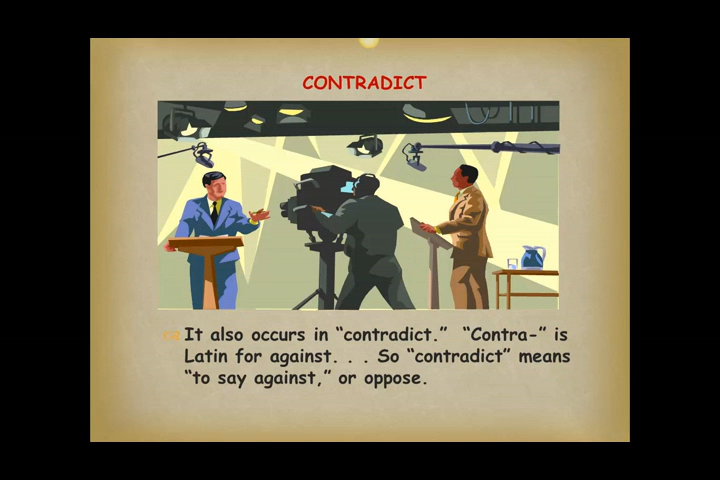 CONTRADICT
It also occurs in “contradict.” “Contra-” is
Latin for against. . . So “contradict” means
“to say against,” or oppose.